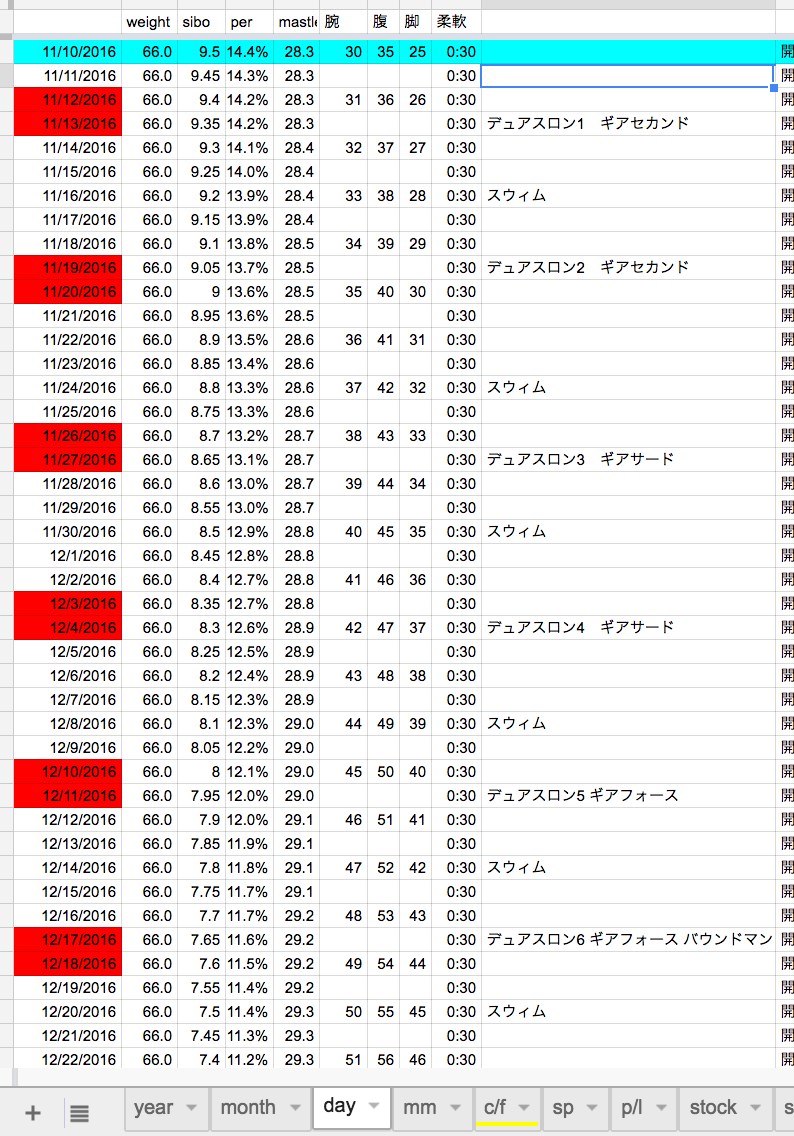 weight sibo per mastle 腕 腹 脚 柔軟
11/10/2016 66.0 9.5 14.4% 28.3 30 35 25 0:30 開
11/11/2016 66.0 9.45 14.3% 28.3 0:30 開
11/12/2016 66.0 9.4 14.2% 28.3 31 36 26 0:30 開
11/13/2016 66.0 9.35 14.2% 28.3 0:30 デュアスロン1　ギアセカンド 開
11/14/2016 66.0 9.3 14.1% 28.4 32 37 27 0:30 開
11/15/2016 66.0 9.25 14.0% 28.4 0:30 開
11/16/2016 66.0 9.2 13.9% 28.4 33 38 28 0:30 スウィム 開
11/17/2016 66.0 9.15 13.9% 28.4 0:30 開
11/18/2016 66.0 9.1 13.8% 28.5 34 39 29 0:30 開
11/19/2016 66.0 9.05 13.7% 28.5 0:30 デュアスロン2　ギアセカンド 開
11/20/2016 66.0 9 13.6% 28.5 35 40 30 0:30 開
11/21/2016 66.0 8.95 13.6% 28.5 0:30 開
11/22/2016 66.0 8.9 13.5% 28.6 36 41 31 0:30 開
11/23/2016 66.0 8.85 13.4% 28.6 0:30 開
11/24/2016 66.0 8.8 13.3% 28.6 37 42 32 0:30 スウィム 開
11/25/2016 66.0 8.75 13.3% 28.6 0:30 開
11/26/2016 66.0 8.7 13.2% 28.7 38 43 33 0:30 開
11/27/2016 66.0 8.65 13.1% 28.7 0:30 デュアスロン3　ギアサード 開
11/28/2016 66.0 8.6 13.0% 28.7 39 44 34 0:30 開
11/29/2016 66.0 8.55 13.0% 28.7 0:30 開
11/30/2016 66.0 8.5 12.9% 28.8 40 45 35 0:30 スウィム 開
12/1/2016 66.0 8.45 12.8% 28.8 0:30 開
12/2/2016 66.0 8.4 12.7% 28.8 41 46 36 0:30 開
12/3/2016 66.0 8.35 12.7% 28.8 0:30 開
12/4/2016 66.0 8.3 12.6% 28.9 42 47 37 0:30 デュアスロン4　ギアサード 開
12/5/2016 66.0 8.25 12.5% 28.9 0:30 開
12/6/2016 66.0 8.2 12.4% 28.9 43 48 38 0:30 開
12/7/2016 66.0 8.15 12.3% 28.9 0:30 開
12/8/2016 66.0 8.1 12.3% 29.0 44 49 39 0:30 スウィム 開
12/9/2016 66.0 8.05 12.2% 29.0 0:30 開
12/10/2016 66.0 8 12.1% 29.0 45 50 40 0:30 開
12/11/2016 66.0 7.95 12.0% 29.0 0:30 デュアスロン5 ギアフォース 開
12/12/2016 66.0 7.9 12.0% 29.1 46 51 41 0:30 開
12/13/2016 66.0 7.85 11.9% 29.1 0:30 開
12/14/2016 66.0 7.8 11.8% 29.1 47 52 42 0:30 スウィム 開
12/15/2016 66.0 7.75 11.7% 29.1 0:30 開
12/16/2016 66.0 7.7 11.7% 29.2 48 53 43 0:30 開
12/17/2016 66.0 7.65 11.6% 29.2 0:30 デュアスロン6 ギアフォース バウンドマン 開
12/18/2016 66.0 7.6 11.5% 29.2 49 54 44 0:30 開
12/19/2016 66.0 7.55 11.4% 29.2 0:30 開
12/20/2016 66.0 7.5 11.4% 29.3 50 55 45 0:30 スウィム 開
12/21/2016 66.0 7.45 11.3% 29.3 0:30 開
12/22/2016 66.0 7.4 11.2% 29.3 51 56 46 0:30 開
year month day mm c/f sp p/l stock s